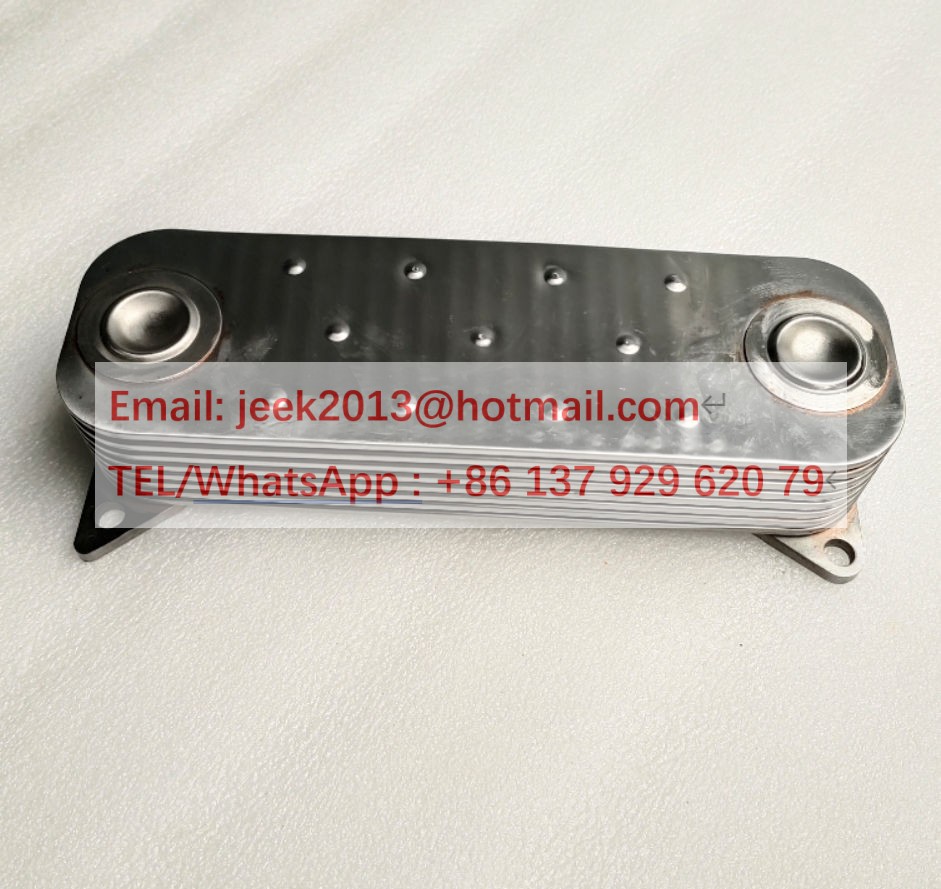 Email: jeek2013@hotmail.com
TEL/WhatsApp : +86 137 929 620 79